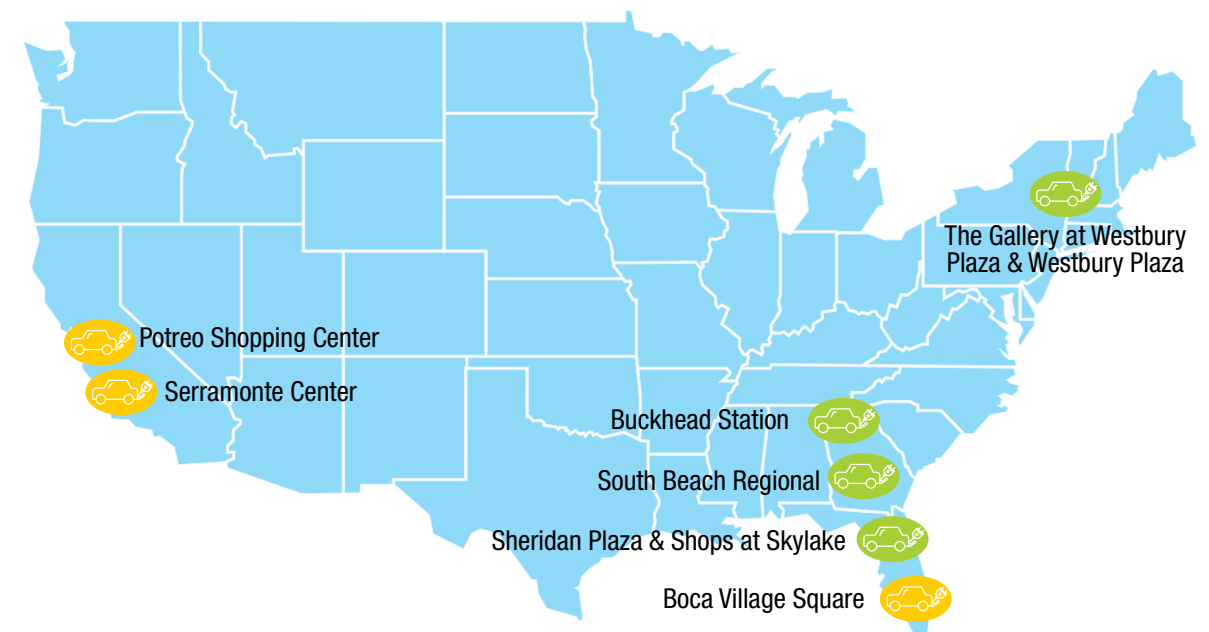 The Gallery at Westbury
Plaza & Westbury Plaza
Potreo Shopping Center
Serramonte Center
Buckhead Station
South Beach Regional
Sheridan Plaza & Shops at Skylake
Boca Village Square